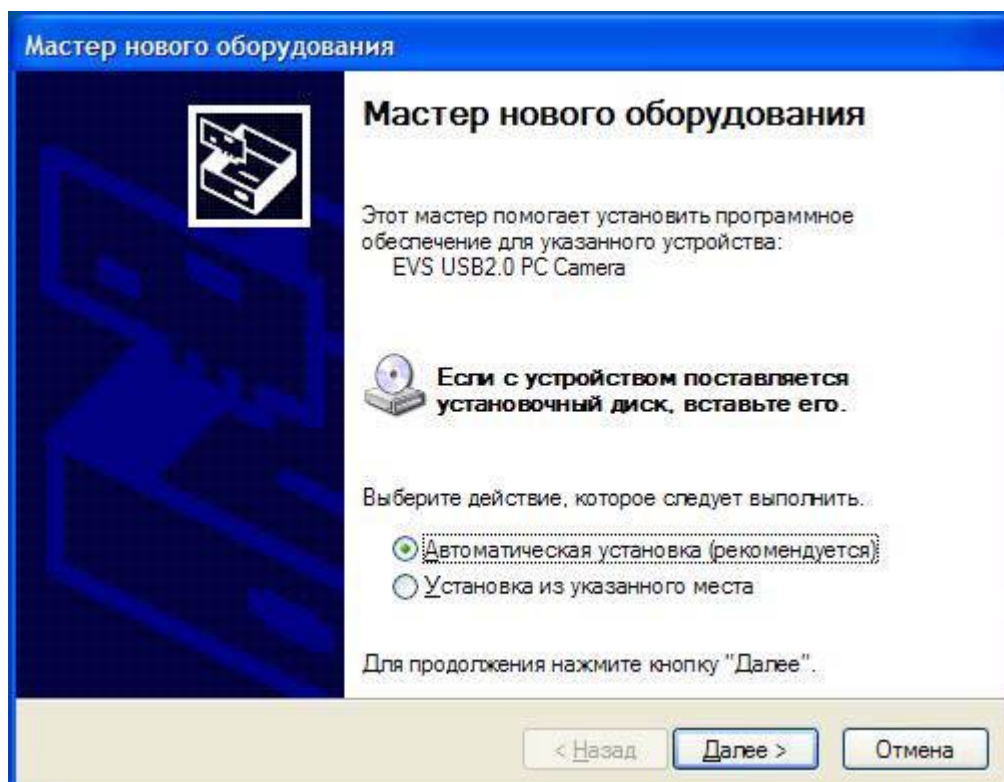 Мастер нового оборудования
Мастер нового оборудования
Этот мастер помогает установить программное
обеспечение для указанного устройства:
EVS USB2.0 PC Camera
Если с устройством поставляется
установочный диск, вставьте его.
Выберите действие, которое следует выполнить.
Автоматическая установка (рекомендуется)
Установка из указанного места
Для продолжения нажмите кнопку "Далее".
< Назад Далее > Отмена